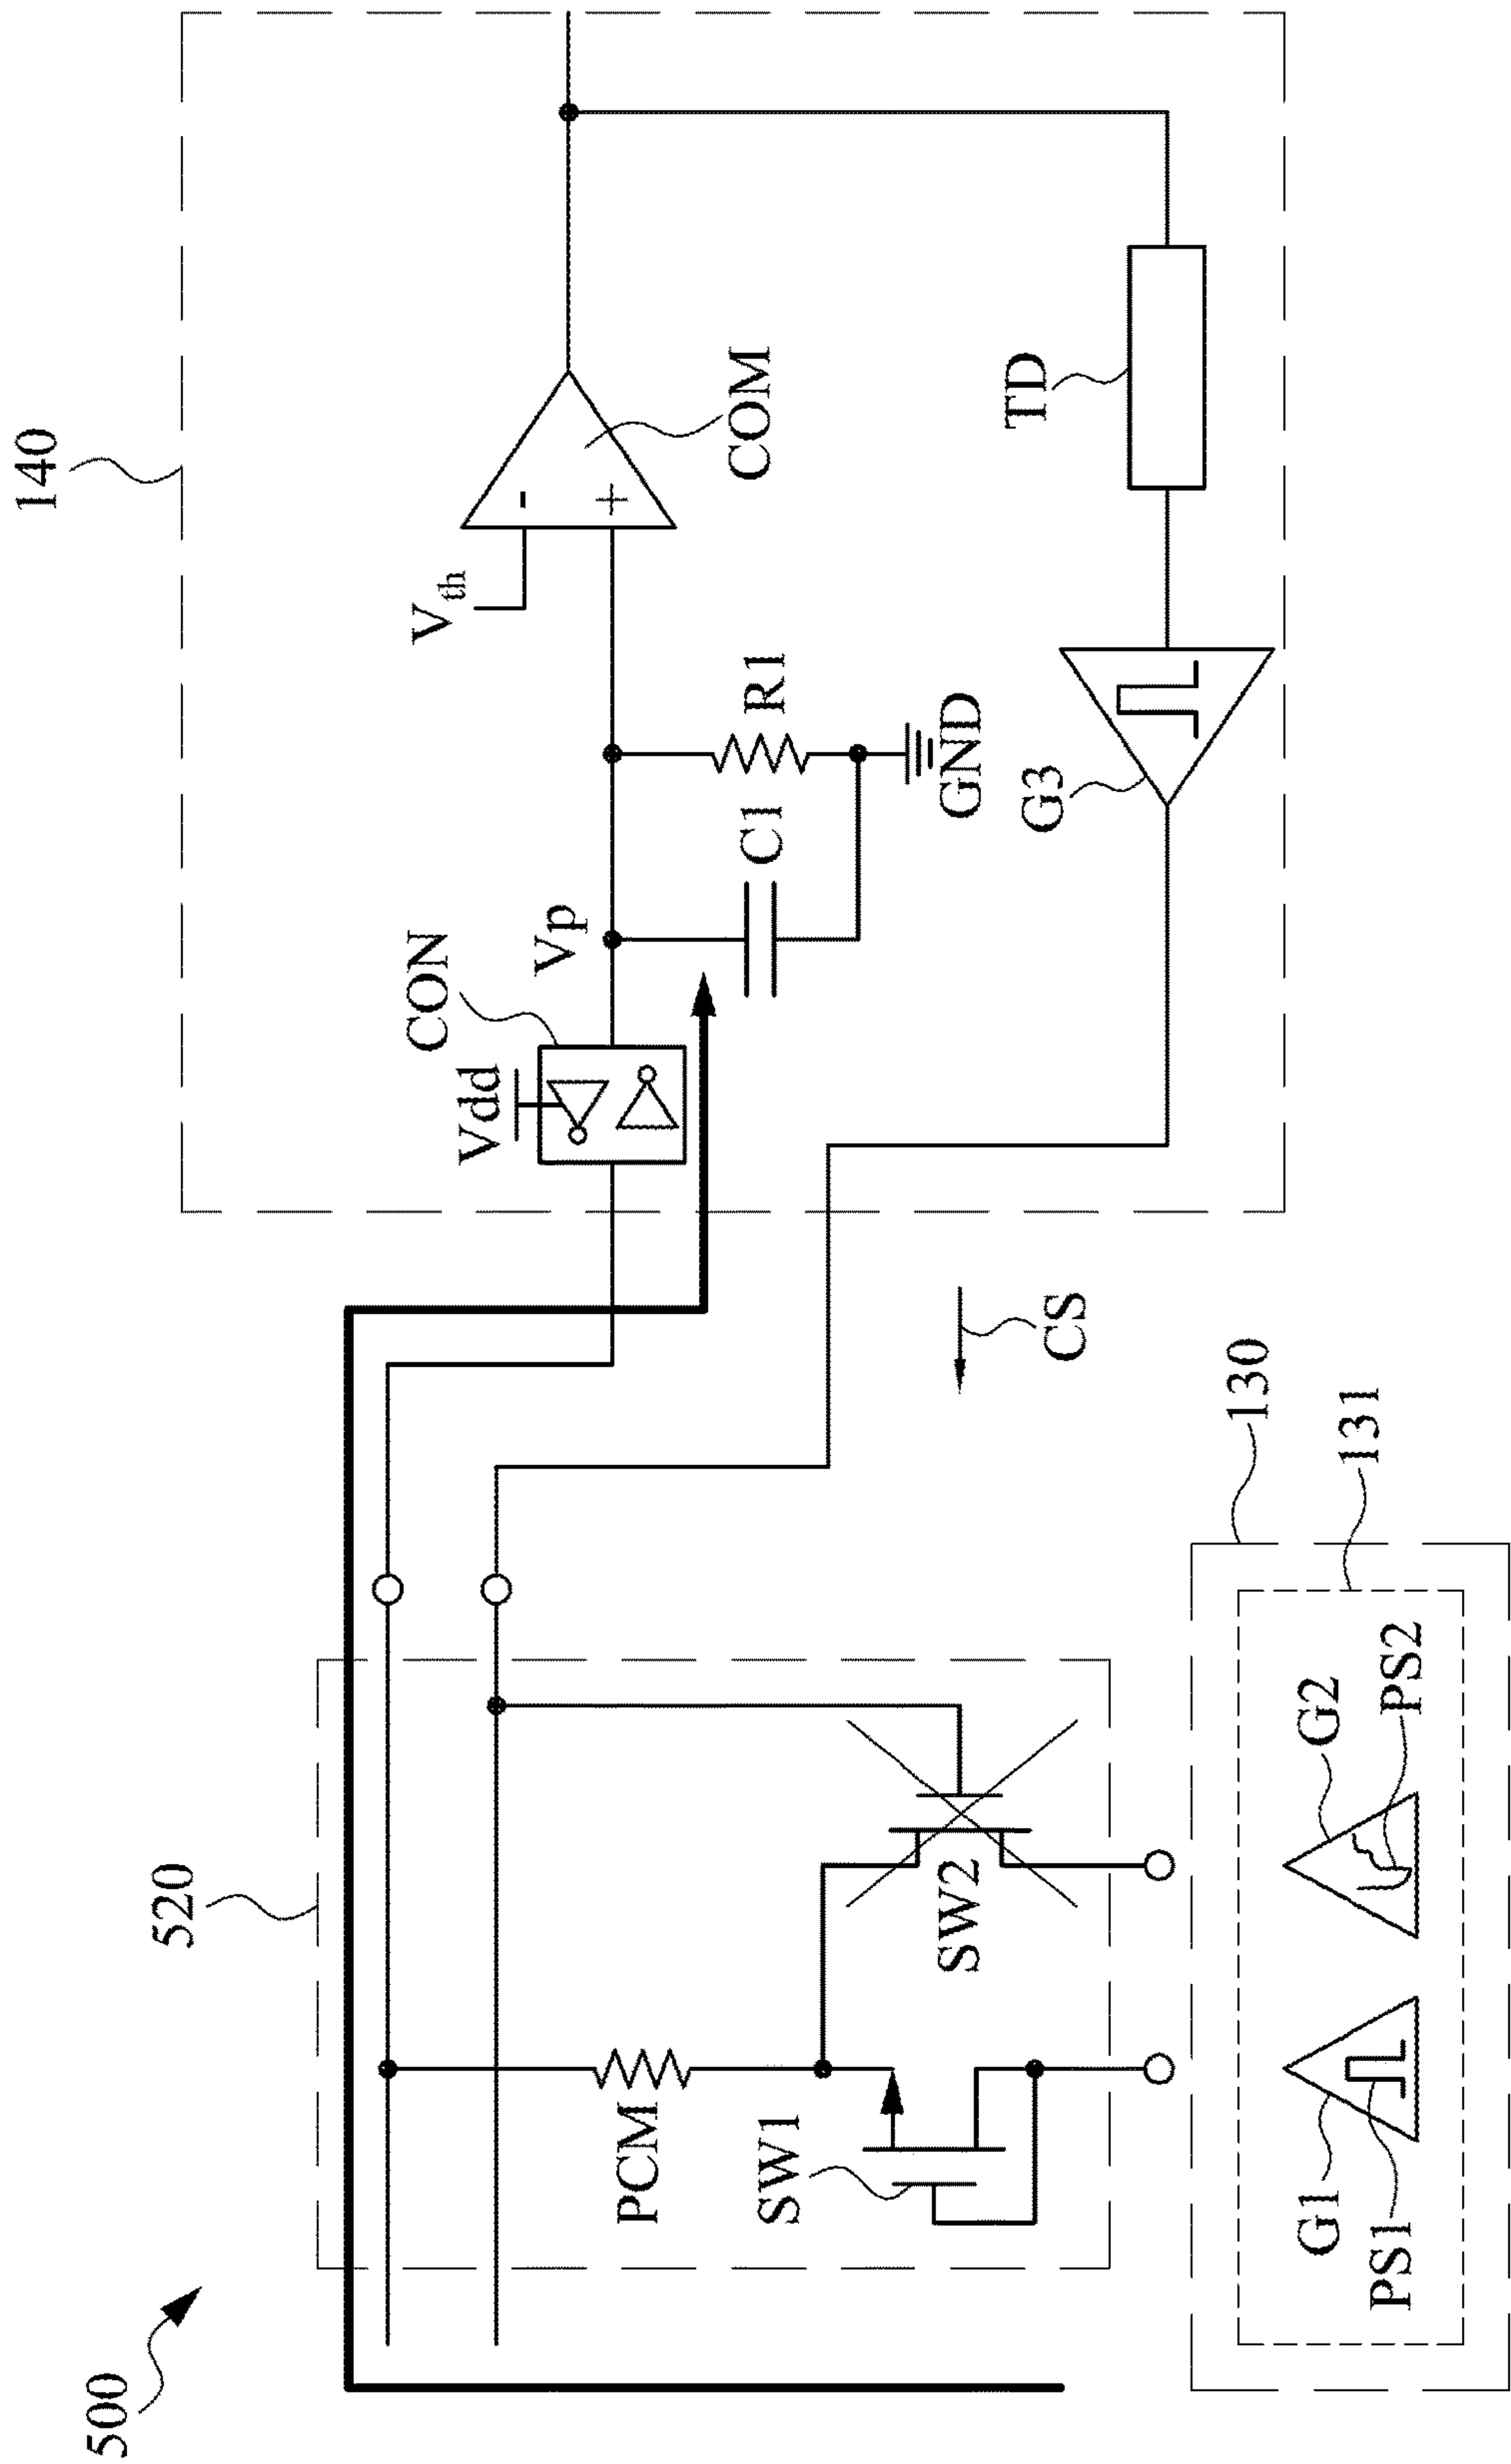 500
520
140
PCM
SW1
SW2
CS
Vdd
CON
Vp
C1
R1
GND
Vth
-
+
COM
TD
G3
G1
PS1
G2
PS2
130
131